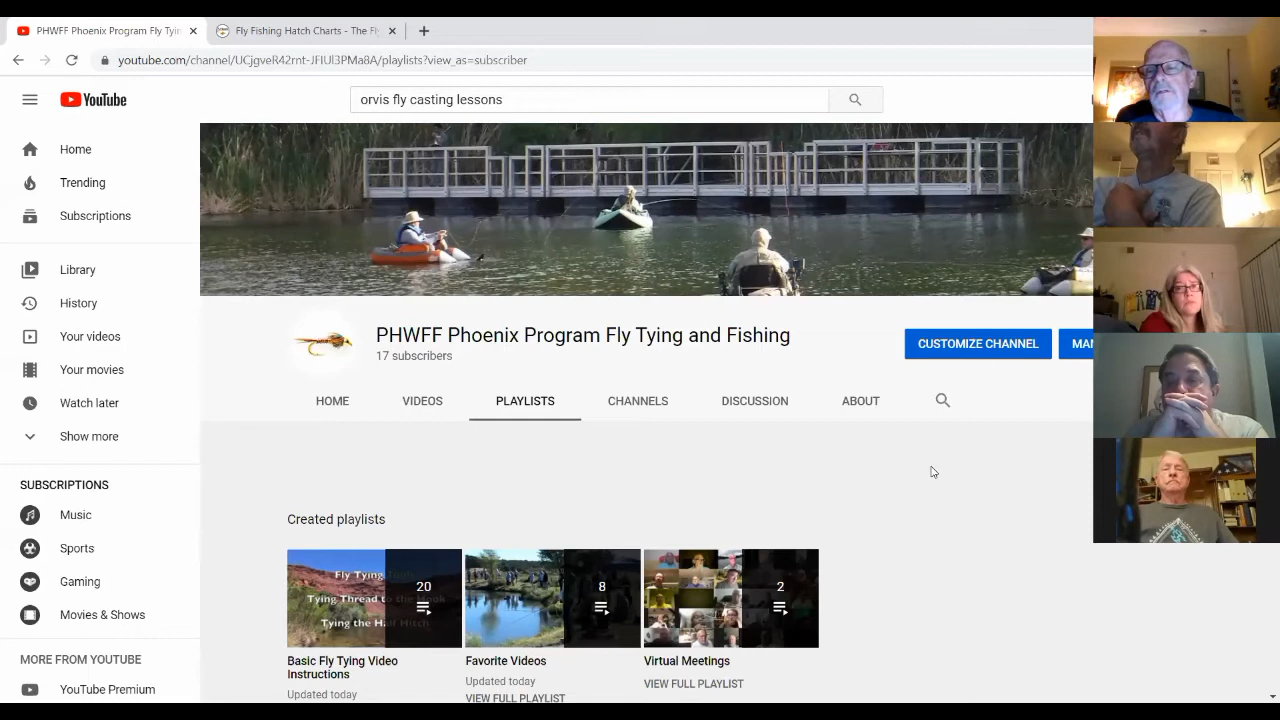 PHWFF Phoenix Program Fly Tyin
Fly Fishing Hatch Charts - The Fl
youtube.com/channel/UCjgveR42rnt-JFIUl3PMa8A/playlists?view_as=subscriber
YouTube
orvis fly casting lessons
Home
Trending
Subscriptions
Library
History
Your videos
Your movies
Watch later
Show more
SUBSCRIPTIONS
Music
Sports
Gaming
Movies & Shows
MORE FROM YOUTUBE
YouTube Premium
PHWFF Phoenix Program Fly Tying and Fishing
17 subscribers
CUSTOMIZE CHANNEL
MAN
HOME
VIDEOS
PLAYLISTS
CHANNELS
DISCUSSION
ABOUT
Created playlists
Fly Tying
Tying Thread to the Hook
Tying the Half Hitch
20
8
2
Basic Fly Tying Video
Instructions
Updated today
Favorite Videos
Updated today
VIEW FULL PLAYLIST
Virtual Meetings
VIEW FULL PLAYLIST